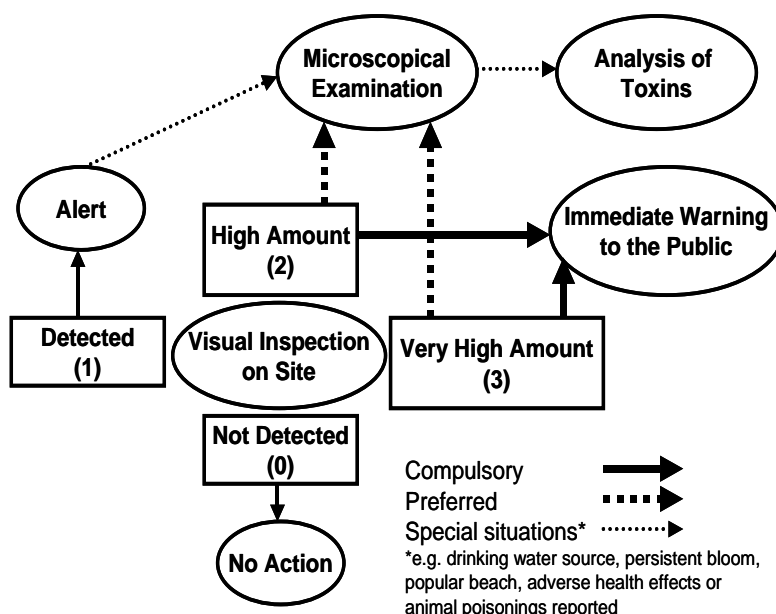 Microscopical
Examination
Analysis of
Toxins
Alert
High Amount
(2)
Immediate Warning
to the Public
Detected
(1)
Visual Inspection
on Site
Very High Amount
(3)
Not Detected
(0)
No Action
Compulsory
Preferred
Special situations*
*e.g. drinking water source, persistent bloom,
popular beach, adverse health effects or
animal poisonings reported